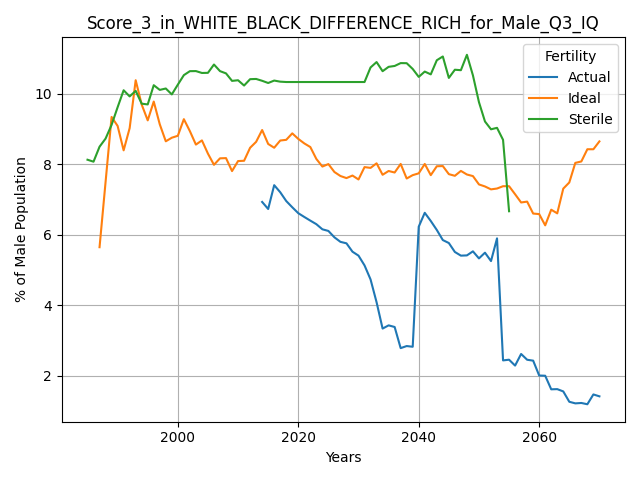 Score_3_in_WHITE_BLACK_DIFFERENCE_RICH_for_Male_Q3_IQ
Fertility
Actual
Ideal
Sterile
% of Male Population
10
8
6
4
2
2000
2020
2040
2060
Years